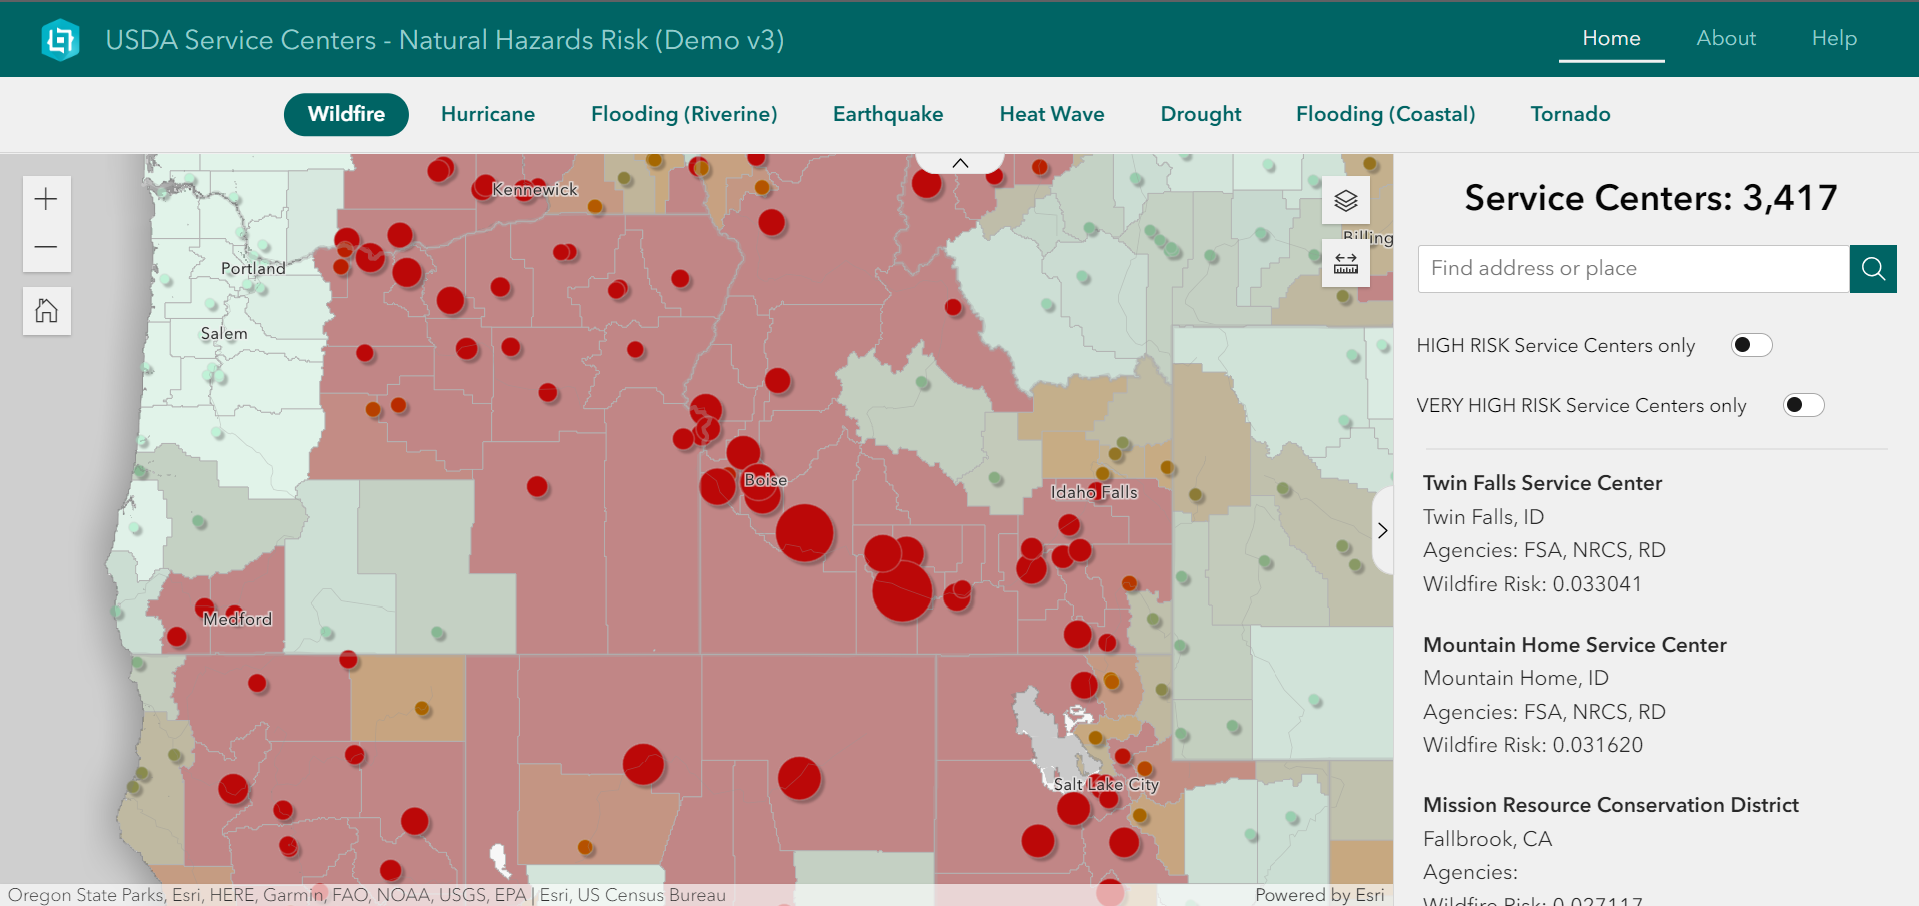 USDA Service Centers - Natural Hazards Risk (Demo v3)
Home
About
Help
Wildfire
Hurricane
Flooding (Riverine)
Earthquake
Heat Wave
Drought
Flooding (Coastal)
Tornado
Kennewick
Billing
Portland
Salem
Boise
Idaho Falls
Medford
Salt Lake City
Oregon State Parks, Esri, HERE, Garmin, FAO, NOAA, USGS, EPA | Esri, US Census Bureau
Powered by Esri
Service Centers: 3,417
Find address or place
HIGH RISK Service Centers only
VERY HIGH RISK Service Centers only
Twin Falls Service Center
Twin Falls, ID
Agencies: FSA, NRCS, RD
Wildfire Risk: 0.033041
Mountain Home Service Center
Mountain Home, ID
Agencies: FSA, NRCS, RD
Wildfire Risk: 0.031620
Mission Resource Conservation District
Fallbrook, CA
Agencies:
Wildfire Risk: 0.027117